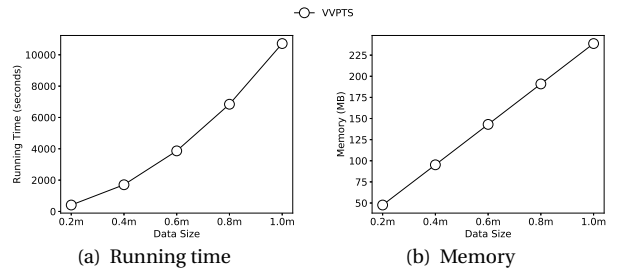 VVPTS
Running Time (seconds)
10000
8000
6000
4000
2000
0
0.2m 0.4m 0.6m 0.8m 1.0m
Data Size
(a) Running time
Memory (MB)
225
200
175
150
125
100
75
50
0.2m 0.4m 0.6m 0.8m 1.0m
Data Size
(b) Memory